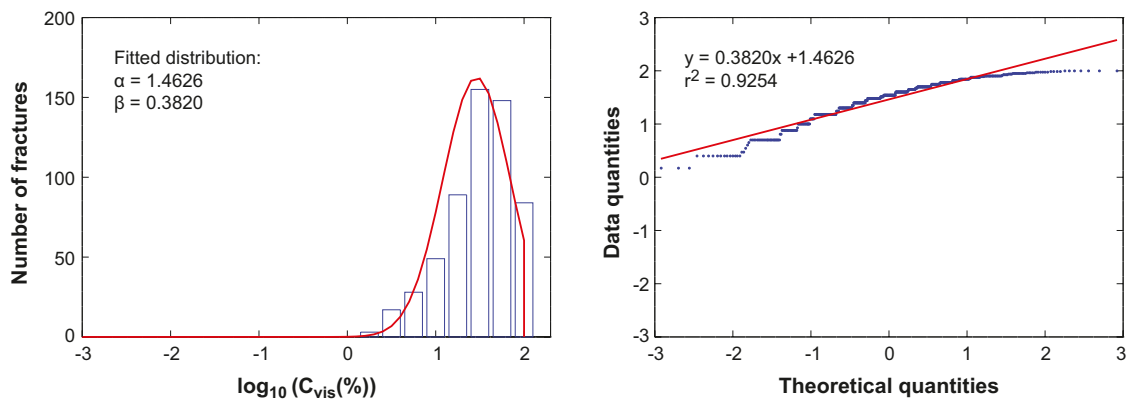 200
150
100
50
0
Number of fractures
Fitted distribution:
α = 1.4626
β = 0.3820
-3 -2 -1 0 1 2
log10 (Cvis(%))
3
2
1
0
-1
-2
-3
Data quantities
y = 0.3820x +1.4626
r2 = 0.9254
-3 -2 -1 0 1 2 3
Theoretical quantities